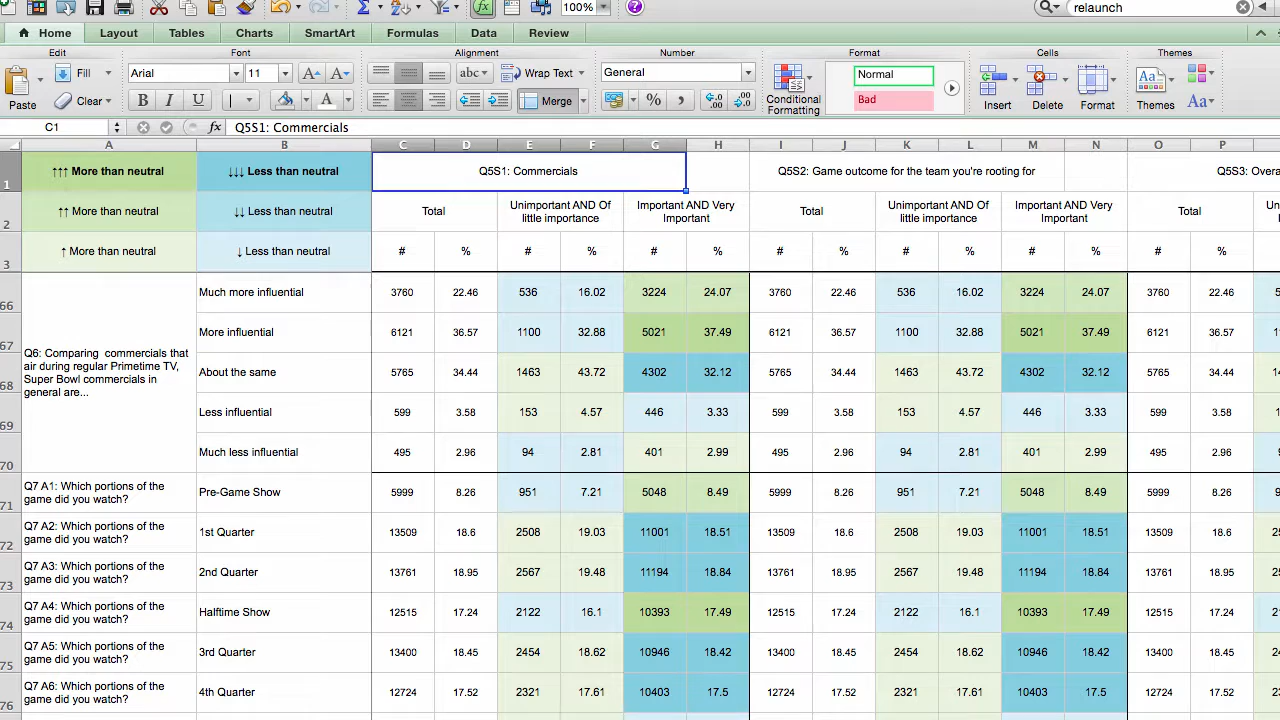 100%
relaunch
Home Layout Tables Charts SmartArt Formulas Data Review
Edit Font Alignment Number Format Cells Themes
Fill Arial 11 abc Wrap Text General Normal
Paste Clear B I U A Merge % Conditional Formatting Bad Insert Delete Format Themes Aa
C1 fx Q5S1: Commercials
A B C D E F G H I J K L M N O P
1 ↑↑↑ More than neutral ↓↓↓ Less than neutral Q5S1: Commercials Q5S2: Game outcome for the team you're rooting for Q5S3:
2 ↑↑ More than neutral ↓↓ Less than neutral Total Unimportant AND Of little importance Important AND Very Important Total Unimportant AND Of little importance Important AND Very Important Total
3 ↑ More than neutral ↓ Less than neutral # % # % # % # % # % # % # %
66 Much more influential 3760 22.46 536 16.02 3224 24.07 3760 22.46 536 16.02 3224 24.07 3760 22.46
67 More influential 6121 36.57 1100 32.86 5021 37.49 6121 36.57 1100 32.86 5021 37.49 6121 36.57
Q6: Comparing commercials that
air during regular Primetime TV,
Super Bowl commercials in
general are...
68 About the same 5765 34.44 1463 43.72 4302 32.12 5765 34.44 1463 43.72 4302 32.12 5765 34.44
69 Less influential 599 3.58 153 4.57 446 3.33 599 3.58 153 4.57 446 3.33 599 3.58
70 Much less influential 495 2.96 94 2.81 401 2.99 495 2.96 94 2.81 401 2.99 495 2.96
71 Q7 A1: Which portions of the game did you watch? Pre-Game Show 5999 8.26 951 7.21 5048 8.49 5999 8.26 951 7.21 5048 8.49 5999 8.26
72 Q7 A2: Which portions of the game did you watch? 1st Quarter 13509 18.6 2508 19.03 11001 18.51 13509 18.6 2508 19.03 11001 18.51 13509 18.6
73 Q7 A3: Which portions of the game did you watch? 2nd Quarter 13761 18.95 2567 19.48 11194 18.84 13761 18.95 2567 19.48 11194 18.84 13761 18.95
74 Q7 A4: Which portions of the game did you watch? Halftime Show 12515 17.24 2122 16.1 10393 17.49 12515 17.24 2122 16.1 10393 17.49 12515 17.24
75 Q7 A5: Which portions of the game did you watch? 3rd Quarter 13400 18.45 2454 18.62 10946 18.42 13400 18.45 2454 18.62 10946 18.42 13400 18.45
76 Q7 A6: Which portions of the game did you watch? 4th Quarter 12724 17.52 2321 17.61 10403 17.5 12724 17.52 2321 17.61 10403 17.5 12724 17.52